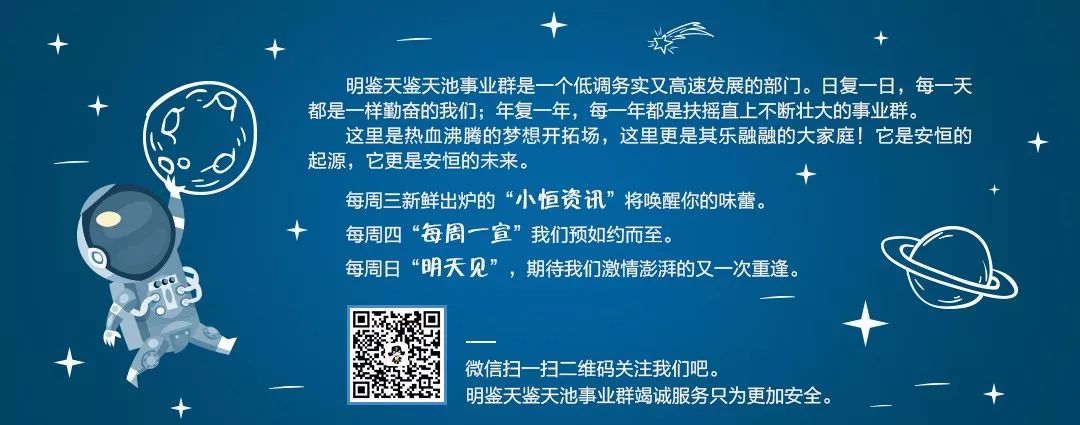 明鉴天鉴天池事业群是一个低调务实又高速发展的部门。日复一日，每一天
都是一样勤奋的我们；年复一年，每一年都是扶摇直上不断壮大的事业群。
这里是热血沸腾的梦想开拓场，这里更是其乐融融的大家庭！它是安恒的
起源，它更是安恒的未来。
每周三新鲜出炉的“小恒资讯”将唤醒你的味蕾。
每周四“每周一宣”我们预如约而至。
每周日“明天见”，期待我们激情澎湃的又一次重逢。
微信扫一扫二维码关注我们吧。
明鉴天鉴天池事业群竭诚服务只为更加安全。